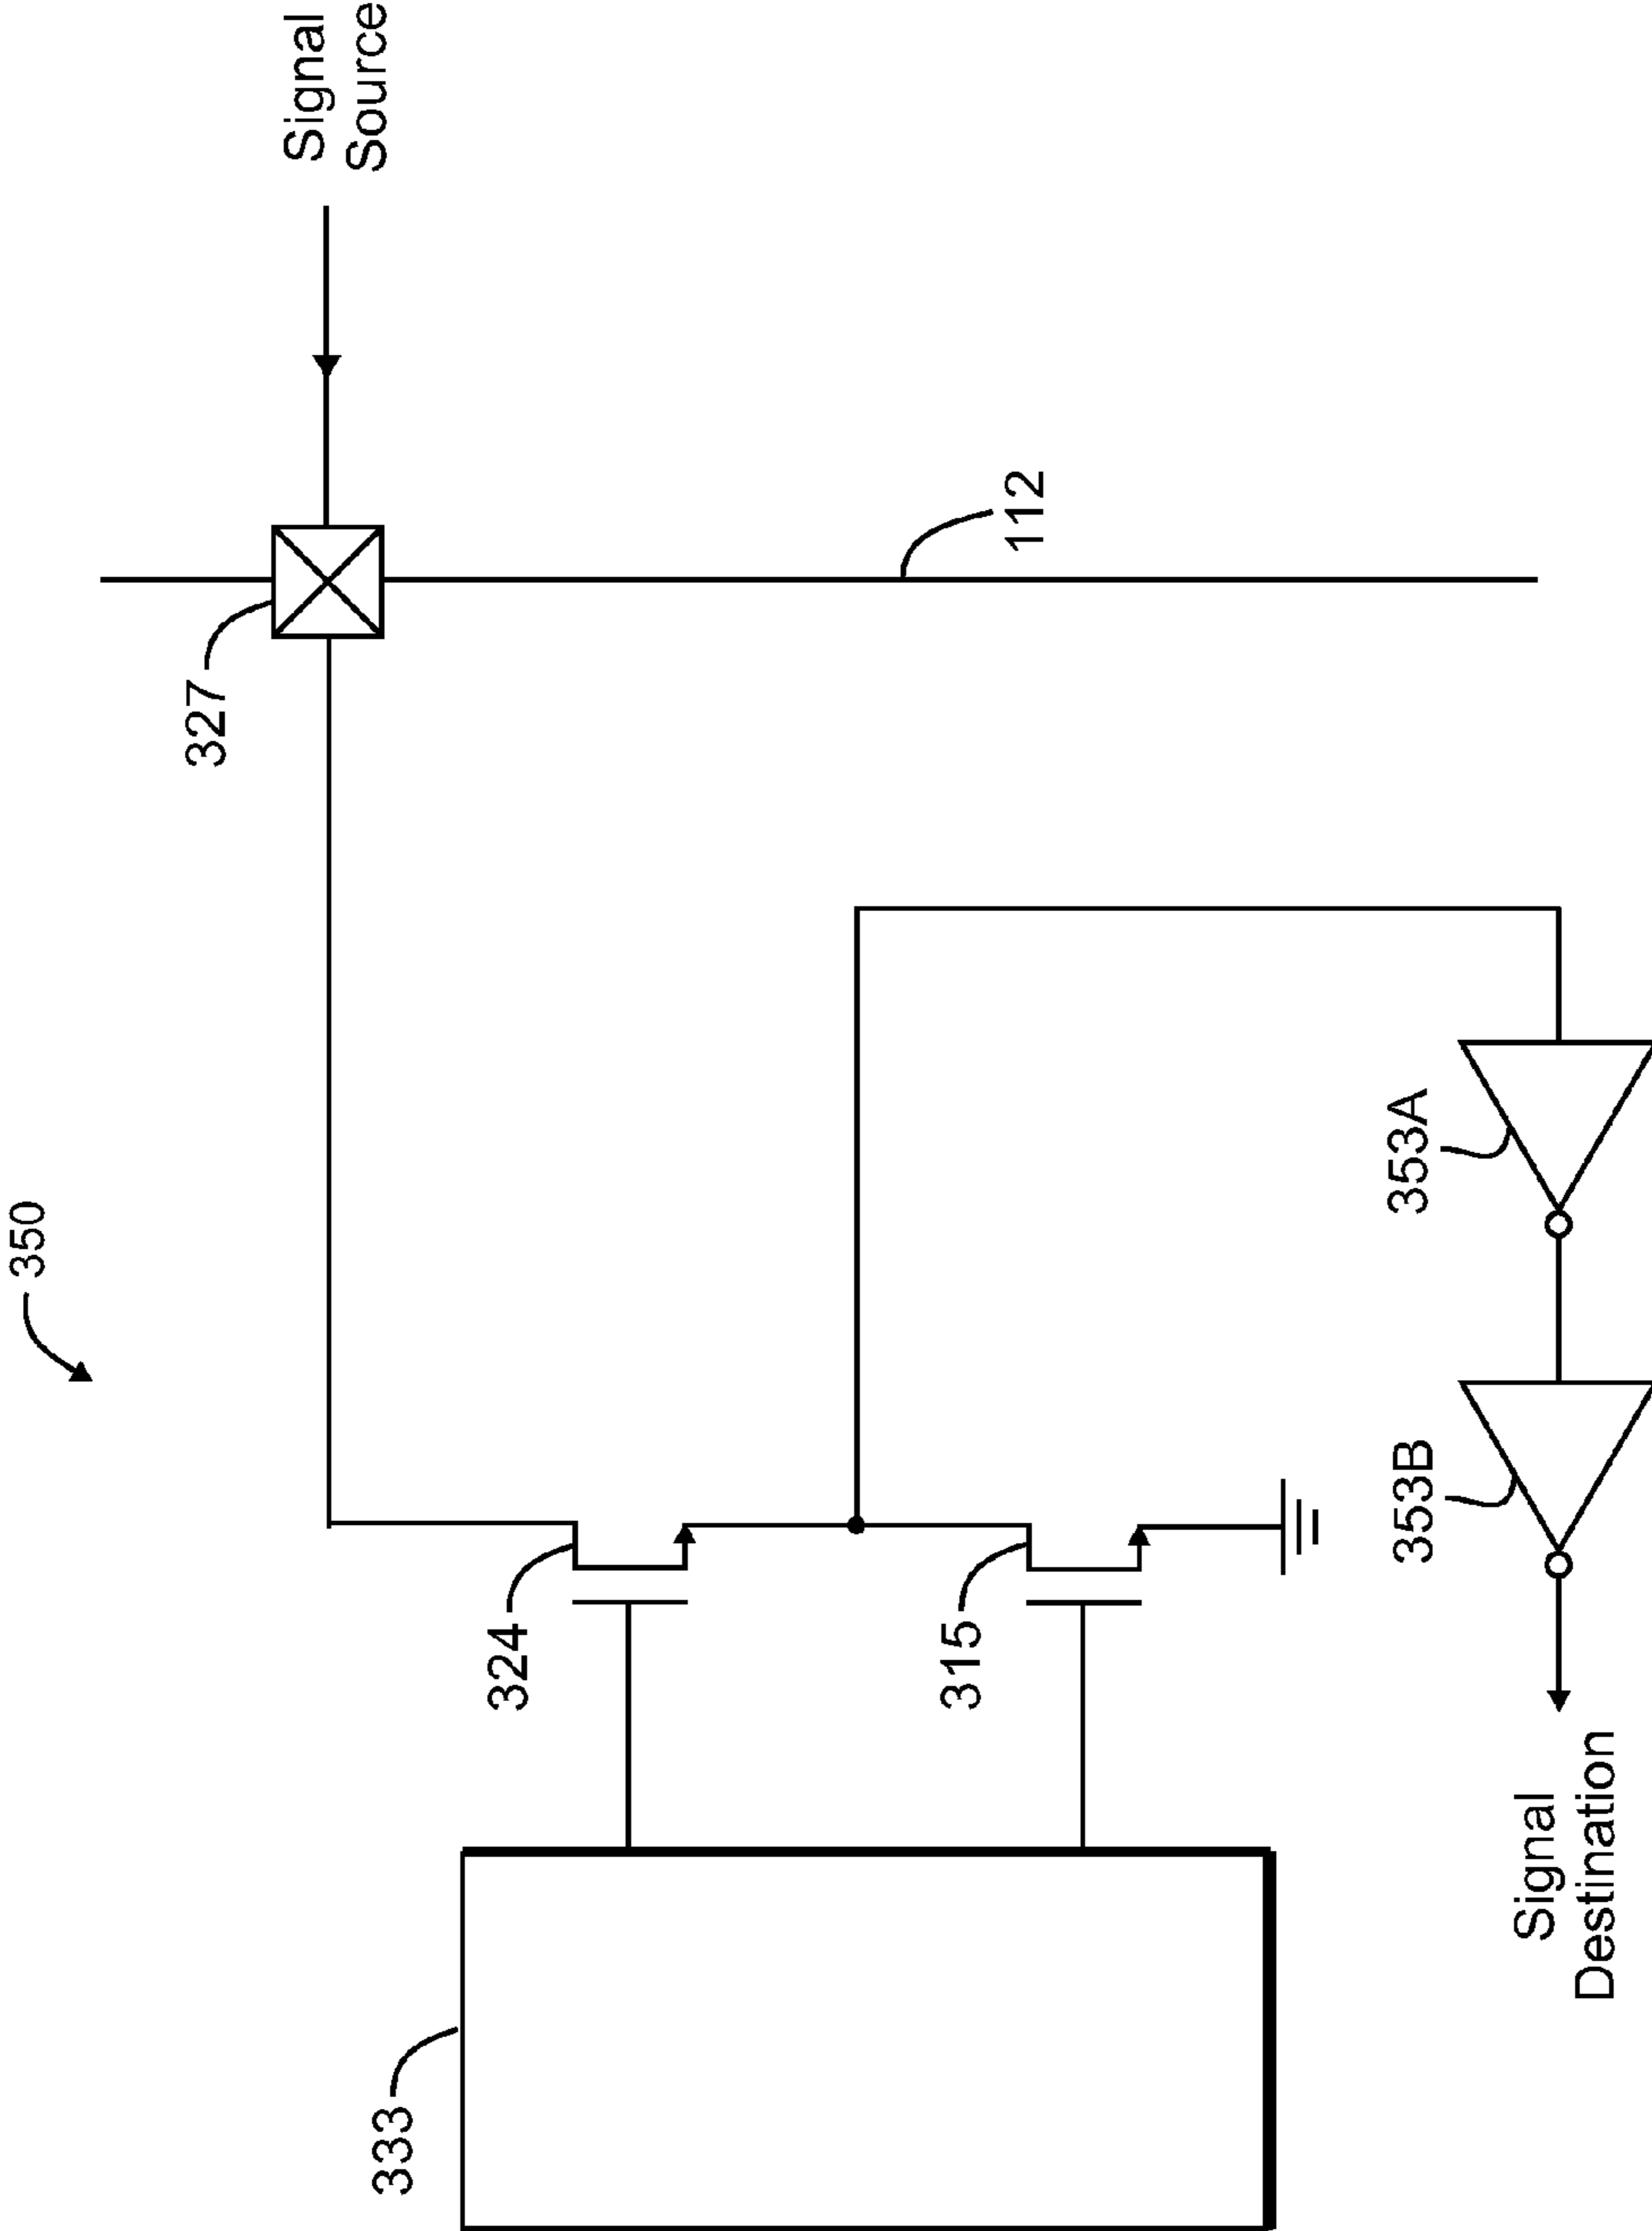 350
Signal
Source
327
112
324
315
333
353A
353B
Signal
Destination